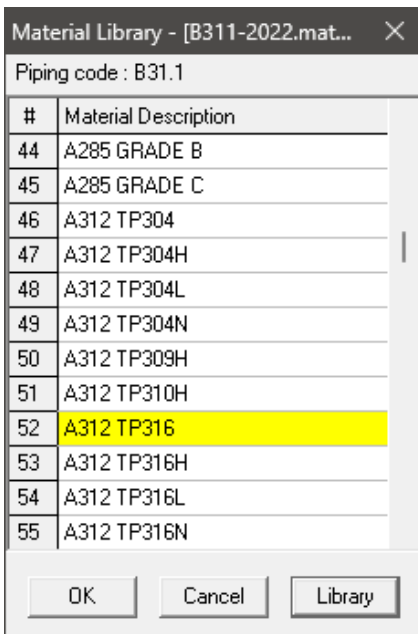 Material Library - [B311-2022.mat...
Piping code : B31.1
# Material Description
44 A285 GRADE B
45 A285 GRADE C
46 A312 TP304
47 A312 TP304H
48 A312 TP304L
49 A312 TP304N
50 A312 TP309H
51 A312 TP310H
52 A312 TP316
53 A312 TP316H
54 A312 TP316L
55 A312 TP316N
OK Cancel Library